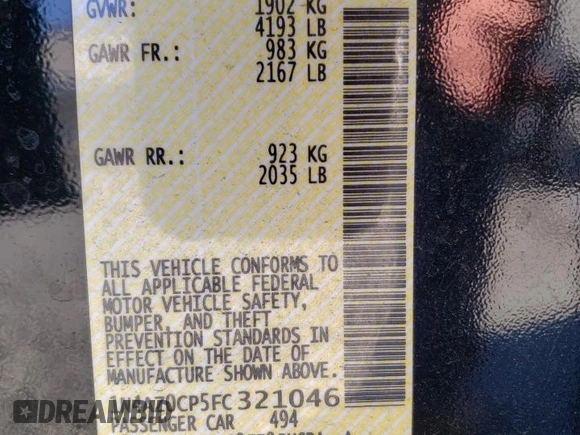 GVWR: 1902 KG
4193 LB
GAWR FR.: 983 KG
2167 LB
GAWR RR.: 923 KG
2035 LB
THIS VEHICLE CONFORMS TO
ALL APPLICABLE FEDERAL
MOTOR VEHICLE SAFETY,
BUMPER, AND THEFT
PREVENTION STANDARDS IN
EFFECT ON THE DATE OF
MANUFACTURE SHOWN ABOVE.
321046
PASSENGER CAR 494
DREAMBID